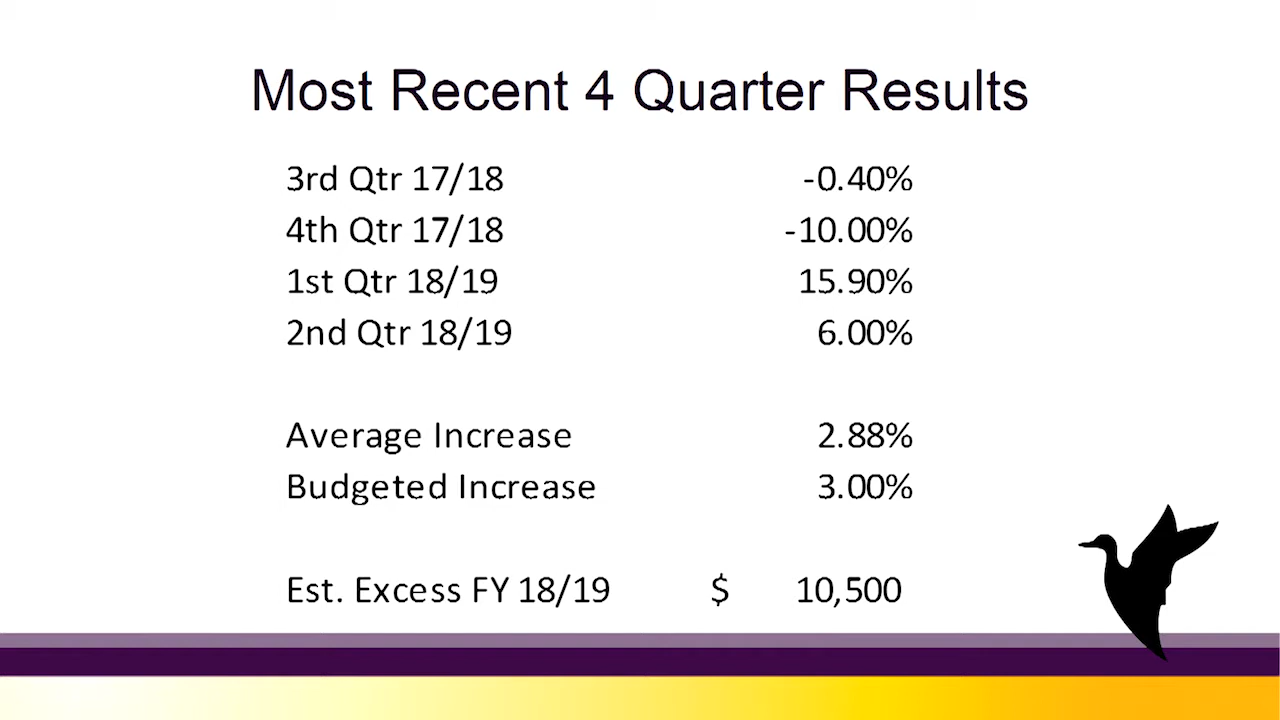 Most Recent 4 Quarter Results
3rd Qtr 17/18 -0.40%
4th Qtr 17/18 -10.00%
1st Qtr 18/19 15.90%
2nd Qtr 18/19 6.00%
Average Increase 2.88%
Budgeted Increase 3.00%
Est. Excess FY 18/19 $ 10,500